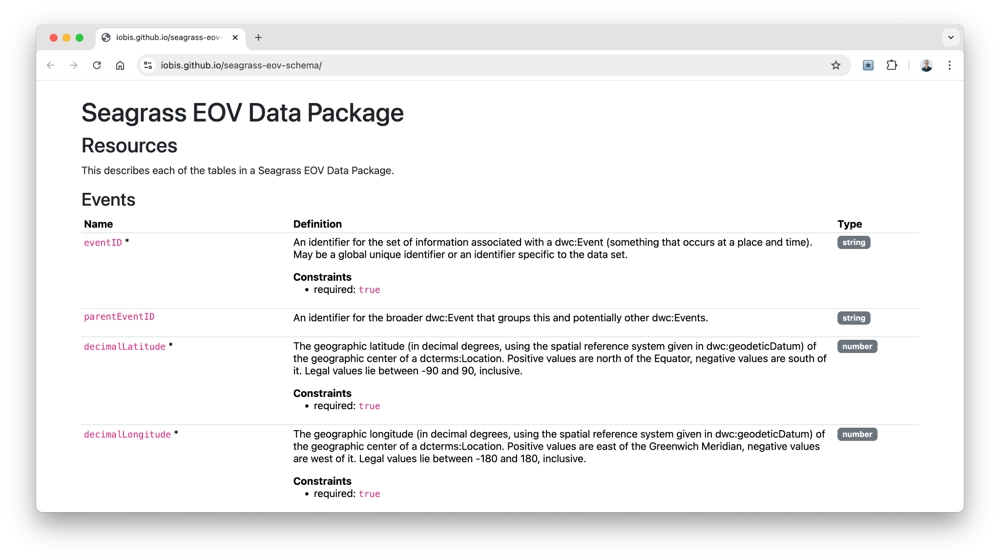 iobis.github.io/seagrass-eov-
iobis.github.io/seagrass-eov-schema/
Seagrass EOV Data Package
Resources
This describes each of the tables in a Seagrass EOV Data Package.
Events
Name Definition Type
eventID * An identifier for the set of information associated with a dwc:Event (something that occurs at a place and time). string
May be a global unique identifier or an identifier specific to the data set.
Constraints
• required: true
parentEventID An identifier for the broader dwc:Event that groups this and potentially other dwc:Events. string
decimalLatitude * The geographic latitude (in decimal degrees, using the spatial reference system given in dwc:geodeticDatum) of number
the geographic center of a dcterms:Location. Positive values are north of the Equator, negative values are south of
it. Legal values lie between -90 and 90, inclusive.
Constraints
• required: true
decimalLongitude * The geographic longitude (in decimal degrees, using the spatial reference system given in dwc:geodeticDatum) of number
the geographic center of a dcterms:Location. Positive values are east of the Greenwich Meridian, negative values
are west of it. Legal values lie between -180 and 180, inclusive.
Constraints
• required: true